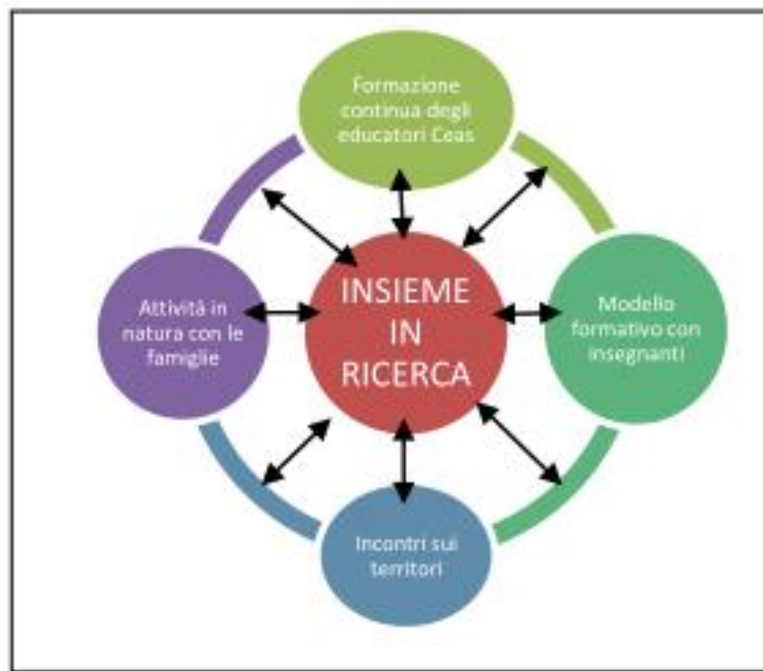 Formazione
continua degli
educatori Ceas
Attività in
natura con le
famiglie
INSIEME
IN
RICERCA
Modello
formativo con
insegnanti
Incontri sui
territori